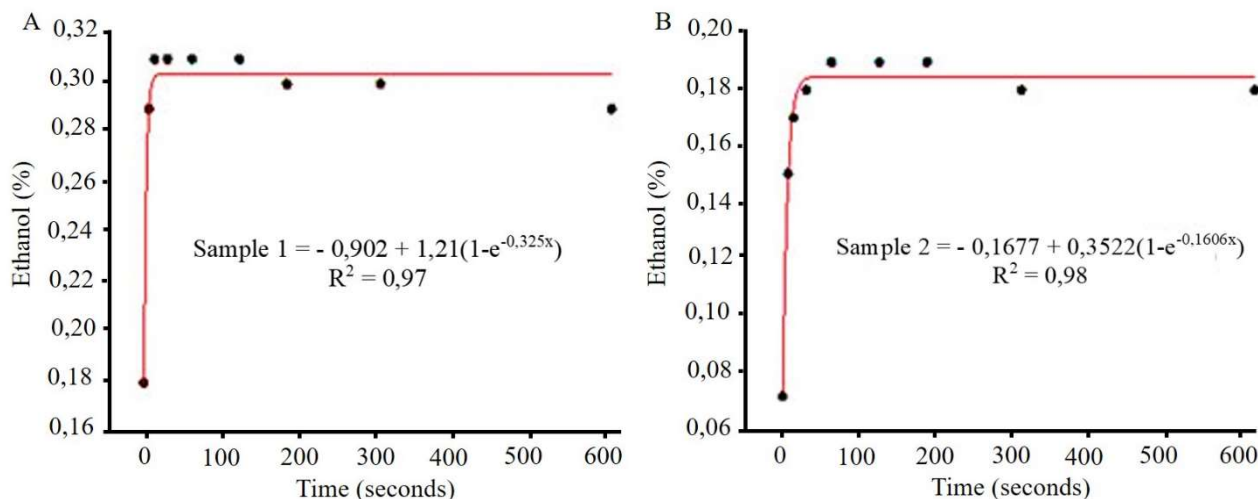 A
0,32
0,30
0,28
0,26
0,24
0,22
0,20
0,18
0,16
Ethanol (%)
Sample 1 = - 0,902 + 1,21(1-e^-0,325x)
R² = 0,97
0 100 200 300 400 500 600
Time (seconds)
B
0,20
0,18
0,16
0,14
0,12
0,10
0,08
0,06
Ethanol (%)
Sample 2 = - 0,1677 + 0,3522(1-e^-0,1606x)
R² = 0,98
0 100 200 300 400 500 600
Time (seconds)